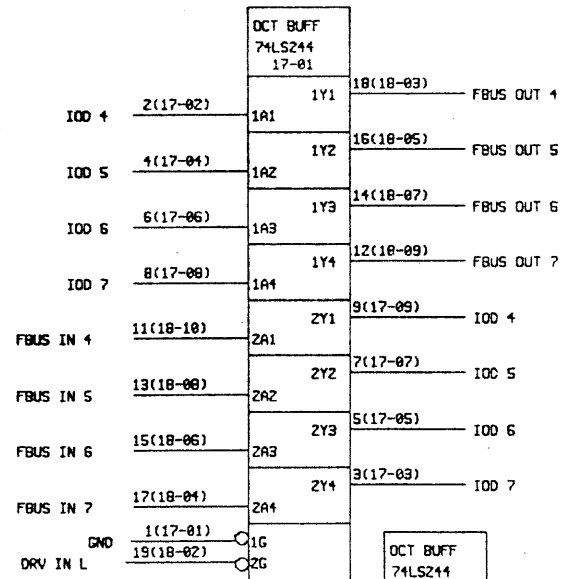 OCT BUFF
74LS244
17-01
IOD 4 2(17-02) 1A1 1Y1 18(18-03) FBUS OUT 4
IOD 5 4(17-04) 1A2 1Y2 16(18-05) FBUS OUT 5
IOD 6 6(17-06) 1A3 1Y3 14(18-07) FBUS OUT 6
IOD 7 8(17-08) 1A4 1Y4 12(18-09) FBUS OUT 7
FBUS IN 4 11(18-10) 2A1 2Y1 9(17-09) IOD 4
FBUS IN 5 13(18-08) 2A2 2Y2 7(17-07) IOD 5
FBUS IN 6 15(18-06) 2A3 2Y3 5(17-05) IOD 6
FBUS IN 7 17(18-04) 2A4 2Y4 3(17-03) IOD 7
GND 1(17-01) 1G
DRV IN L 19(18-02) 2G
OCT BUFF
74LS244